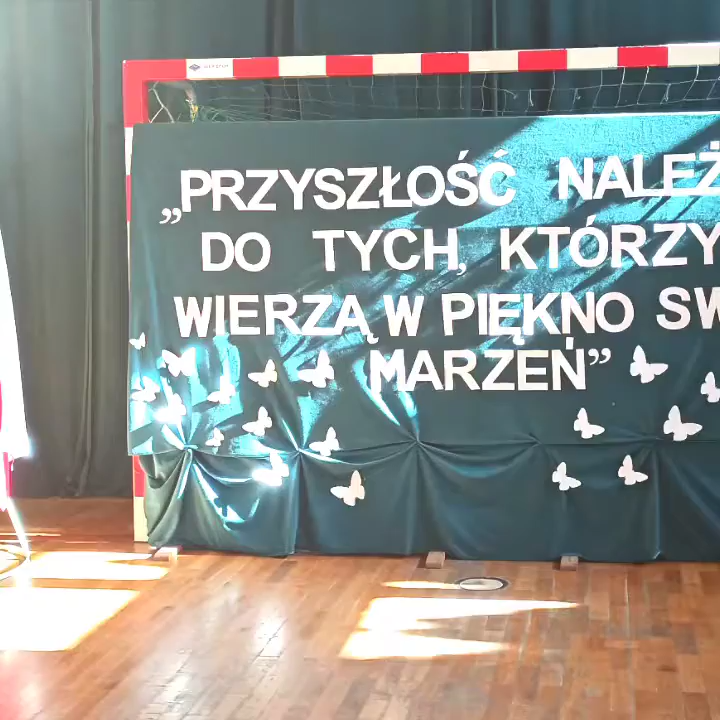 „PRZYSZŁOŚĆ NALEŻ
DO TYCH, KTÓRZY
WIERZĄ W PIĘKNO SW
MARZEŃ”